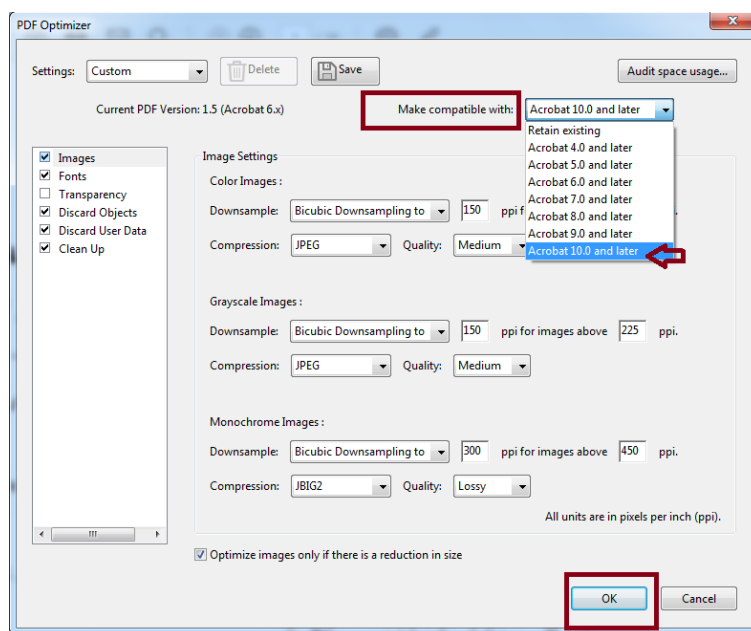 PDF Optimizer
Settings: Custom Delete Save Audit space usage...
Current PDF Version: 1.5 (Acrobat 6.x) Make compatible with: Acrobat 10.0 and later
Retain existing
Acrobat 4.0 and later
Acrobat 5.0 and later
Acrobat 6.0 and later
Acrobat 7.0 and later
Acrobat 8.0 and later
Acrobat 9.0 and later
Acrobat 10.0 and later
Images
Fonts
Transparency
Discard Objects
Discard User Data
Clean Up
Image Settings
Color Images :
Downsample: Bicubic Downsampling to 150 ppi
Compression: JPEG Quality: Medium
Grayscale Images :
Downsample: Bicubic Downsampling to 150 ppi for images above 225 ppi.
Compression: JPEG Quality: Medium
Monochrome Images :
Downsample: Bicubic Downsampling to 300 ppi for images above 450 ppi.
Compression: JBIG2 Quality: Lossy
All units are in pixels per inch (ppi).
Optimize images only if there is a reduction in size
OK Cancel